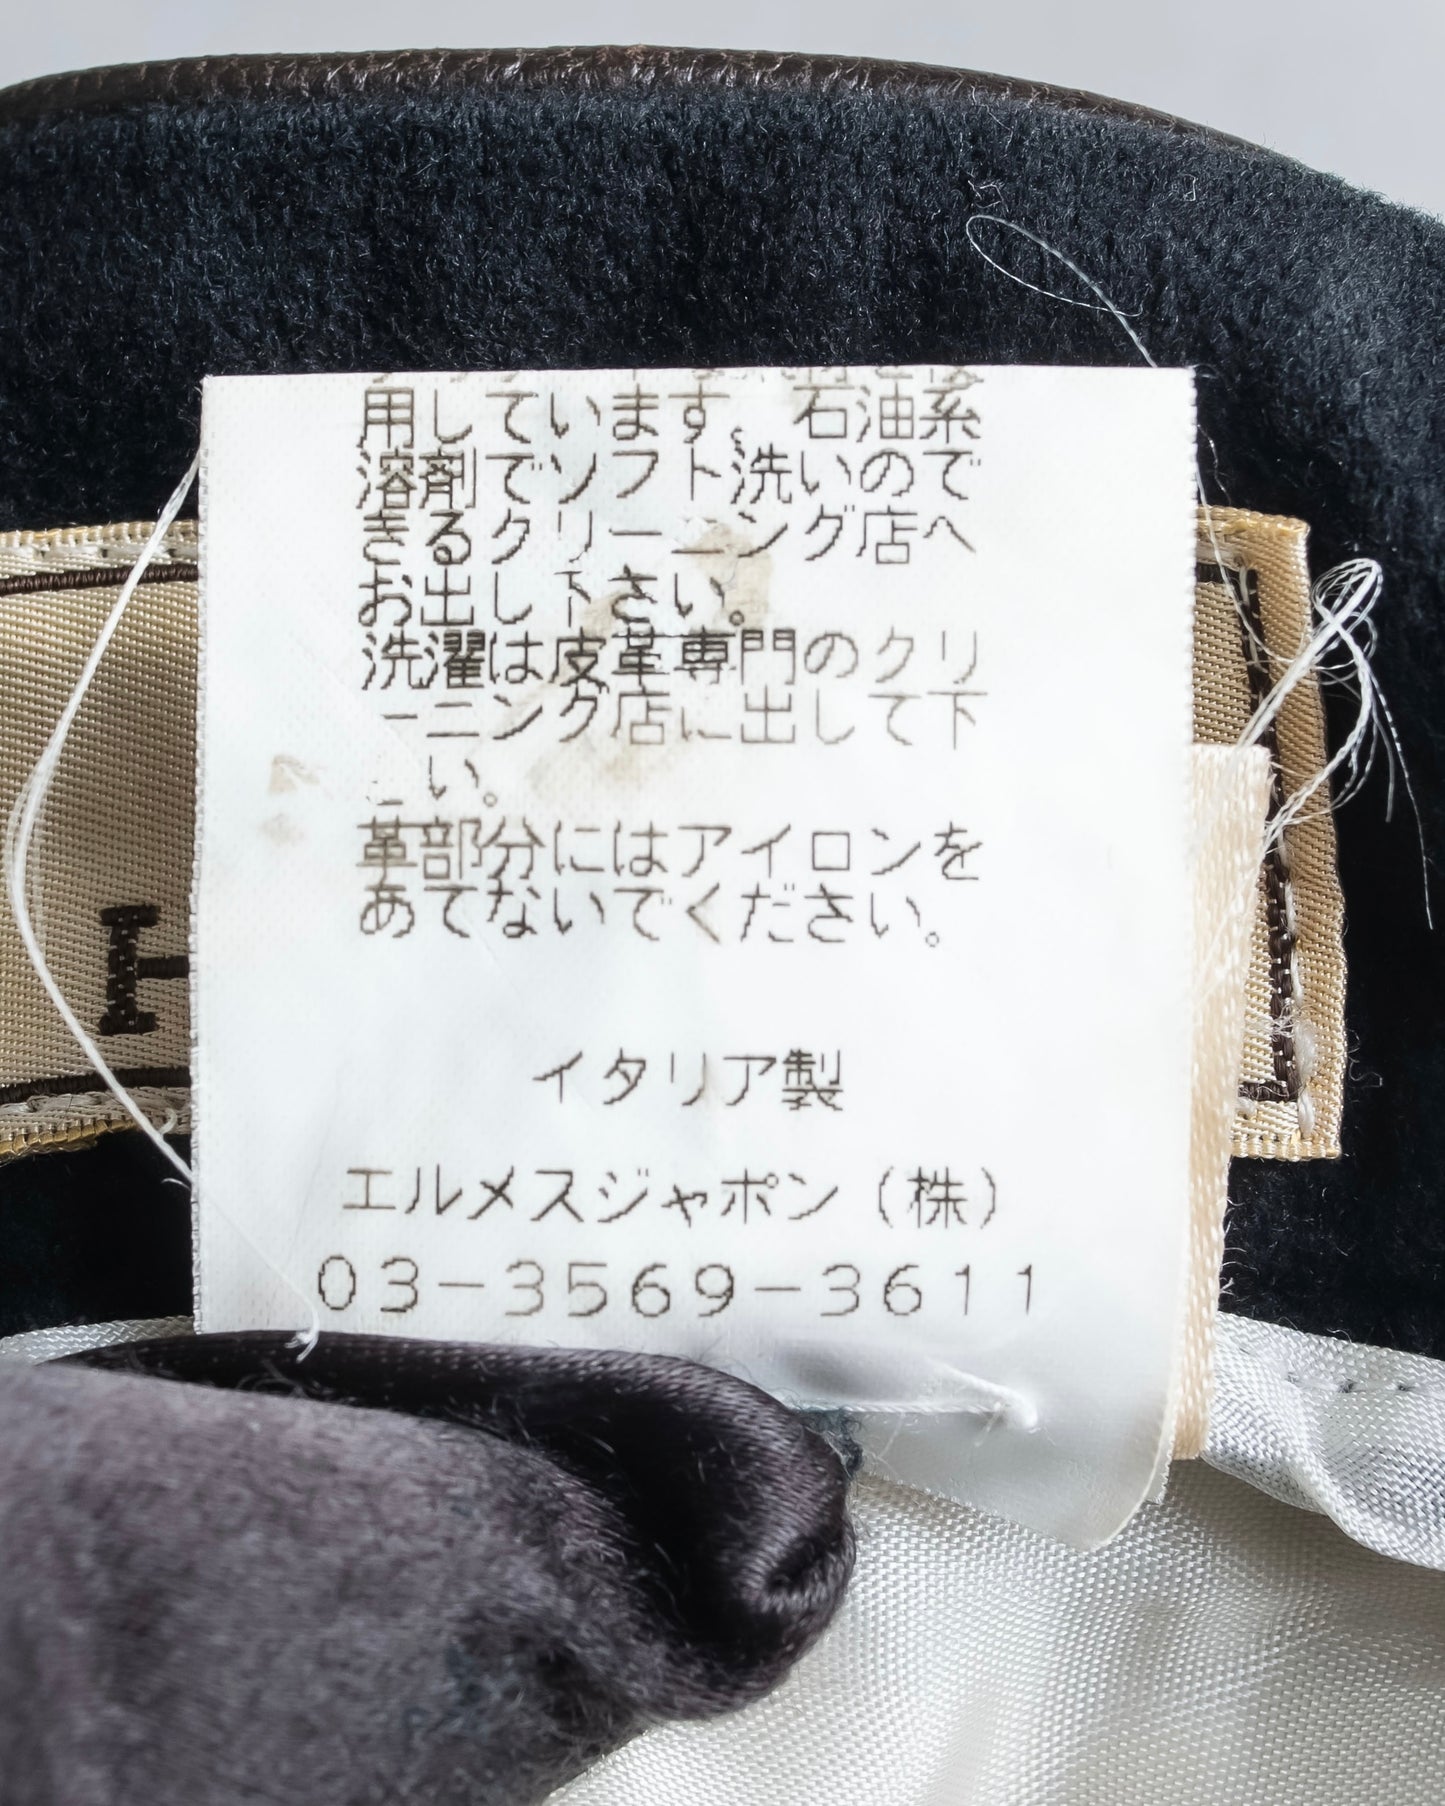 用しています。石油系
溶剤でソフト洗いので
きるクリーニング店へ
お出し下さい。
洗濯は皮革専門のクリ
ーニング店に出して下
い。
革部分にはアイロンを
あてないでください。
イタリア製
エルメスジャポン（株）
03-3569-3611
H